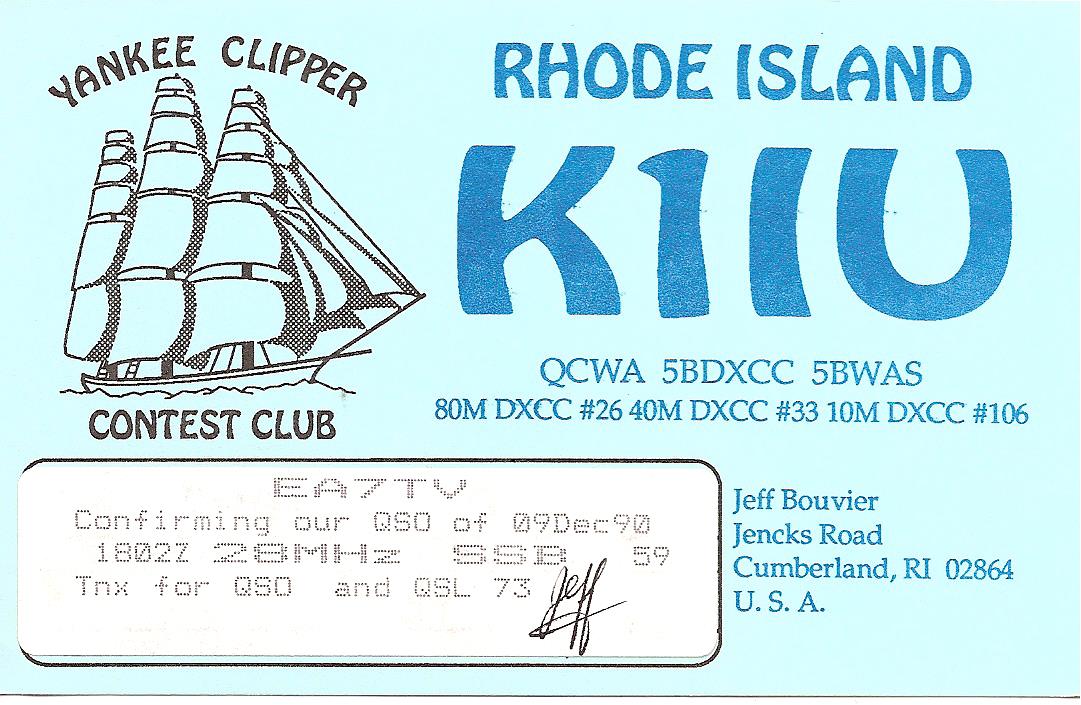 YANKEE CLIPPER
CONTEST CLUB
RHODE ISLAND
K1IU
QCWA 5BDXCC 5BWAS
80M DXCC #26 40M DXCC #33 10M DXCC #106
EA7TV
Confirming our QSO of 09Dec90
1802Z 28MHz SSB 59
Tnx for QSO and QSL 73
Jeff
Jeff Bouvier
Jencks Road
Cumberland, RI 02864
U. S. A.